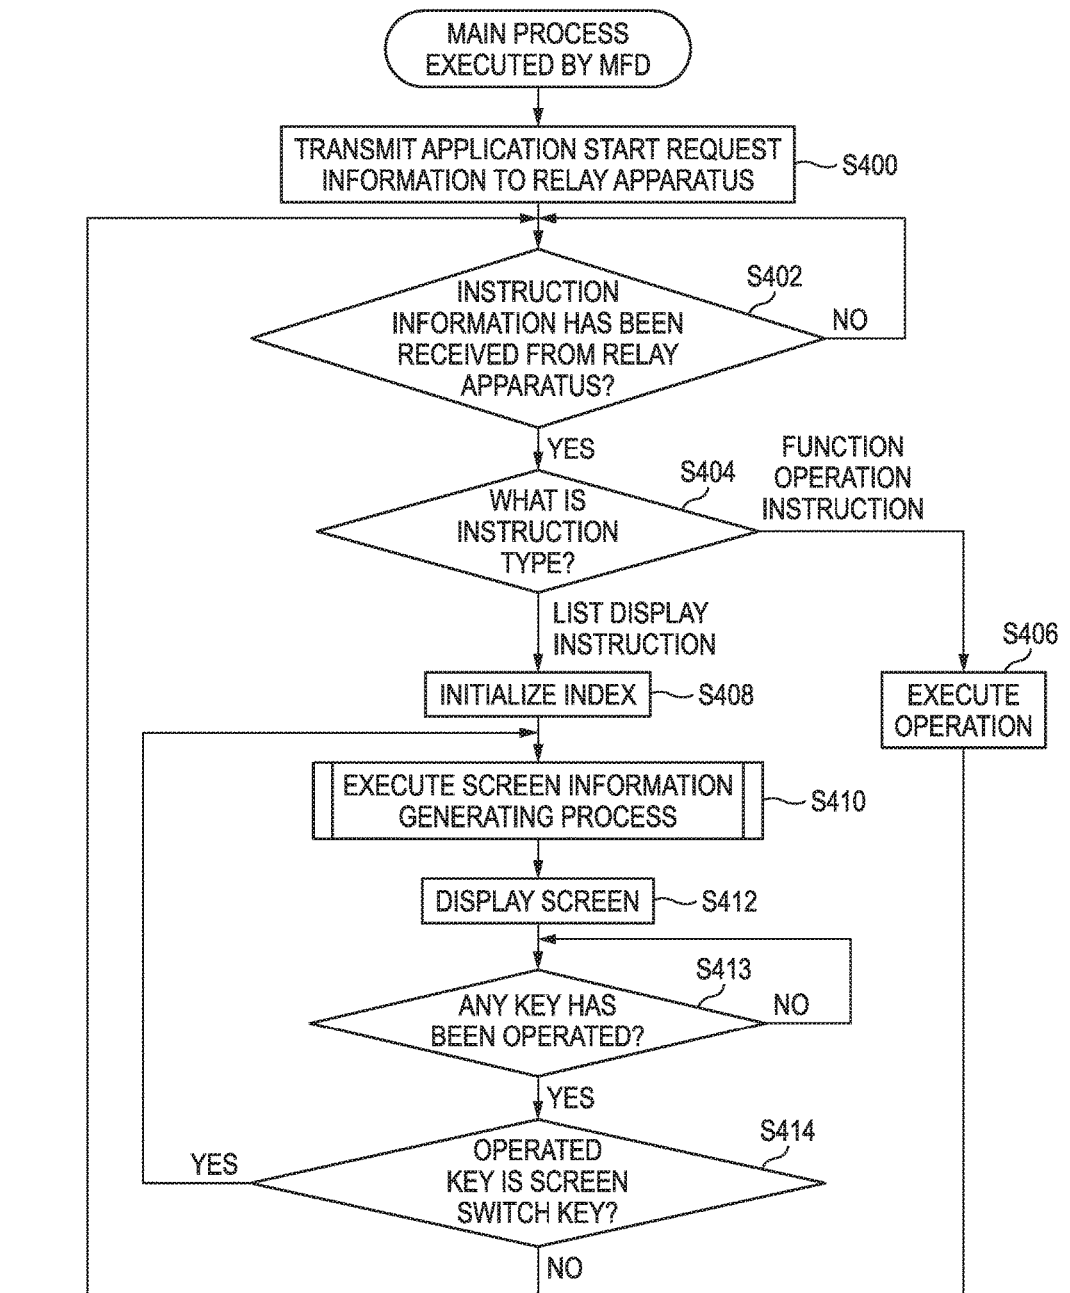 MAIN PROCESS
EXECUTED BY MFD
TRANSMIT APPLICATION START REQUEST
INFORMATION TO RELAY APPARATUS
S400
INSTRUCTION
INFORMATION HAS BEEN
RECEIVED FROM RELAY
APPARATUS?
S402
NO
YES
WHAT IS
INSTRUCTION
TYPE?
S404
FUNCTION
OPERATION
INSTRUCTION
LIST DISPLAY
INSTRUCTION
S406
EXECUTE
OPERATION
INITIALIZE INDEX
S408
EXECUTE SCREEN INFORMATION
GENERATING PROCESS
S410
DISPLAY SCREEN
S412
ANY KEY HAS
BEEN OPERATED?
S413
NO
YES
OPERATED
KEY IS SCREEN
SWITCH KEY?
S414
YES
NO